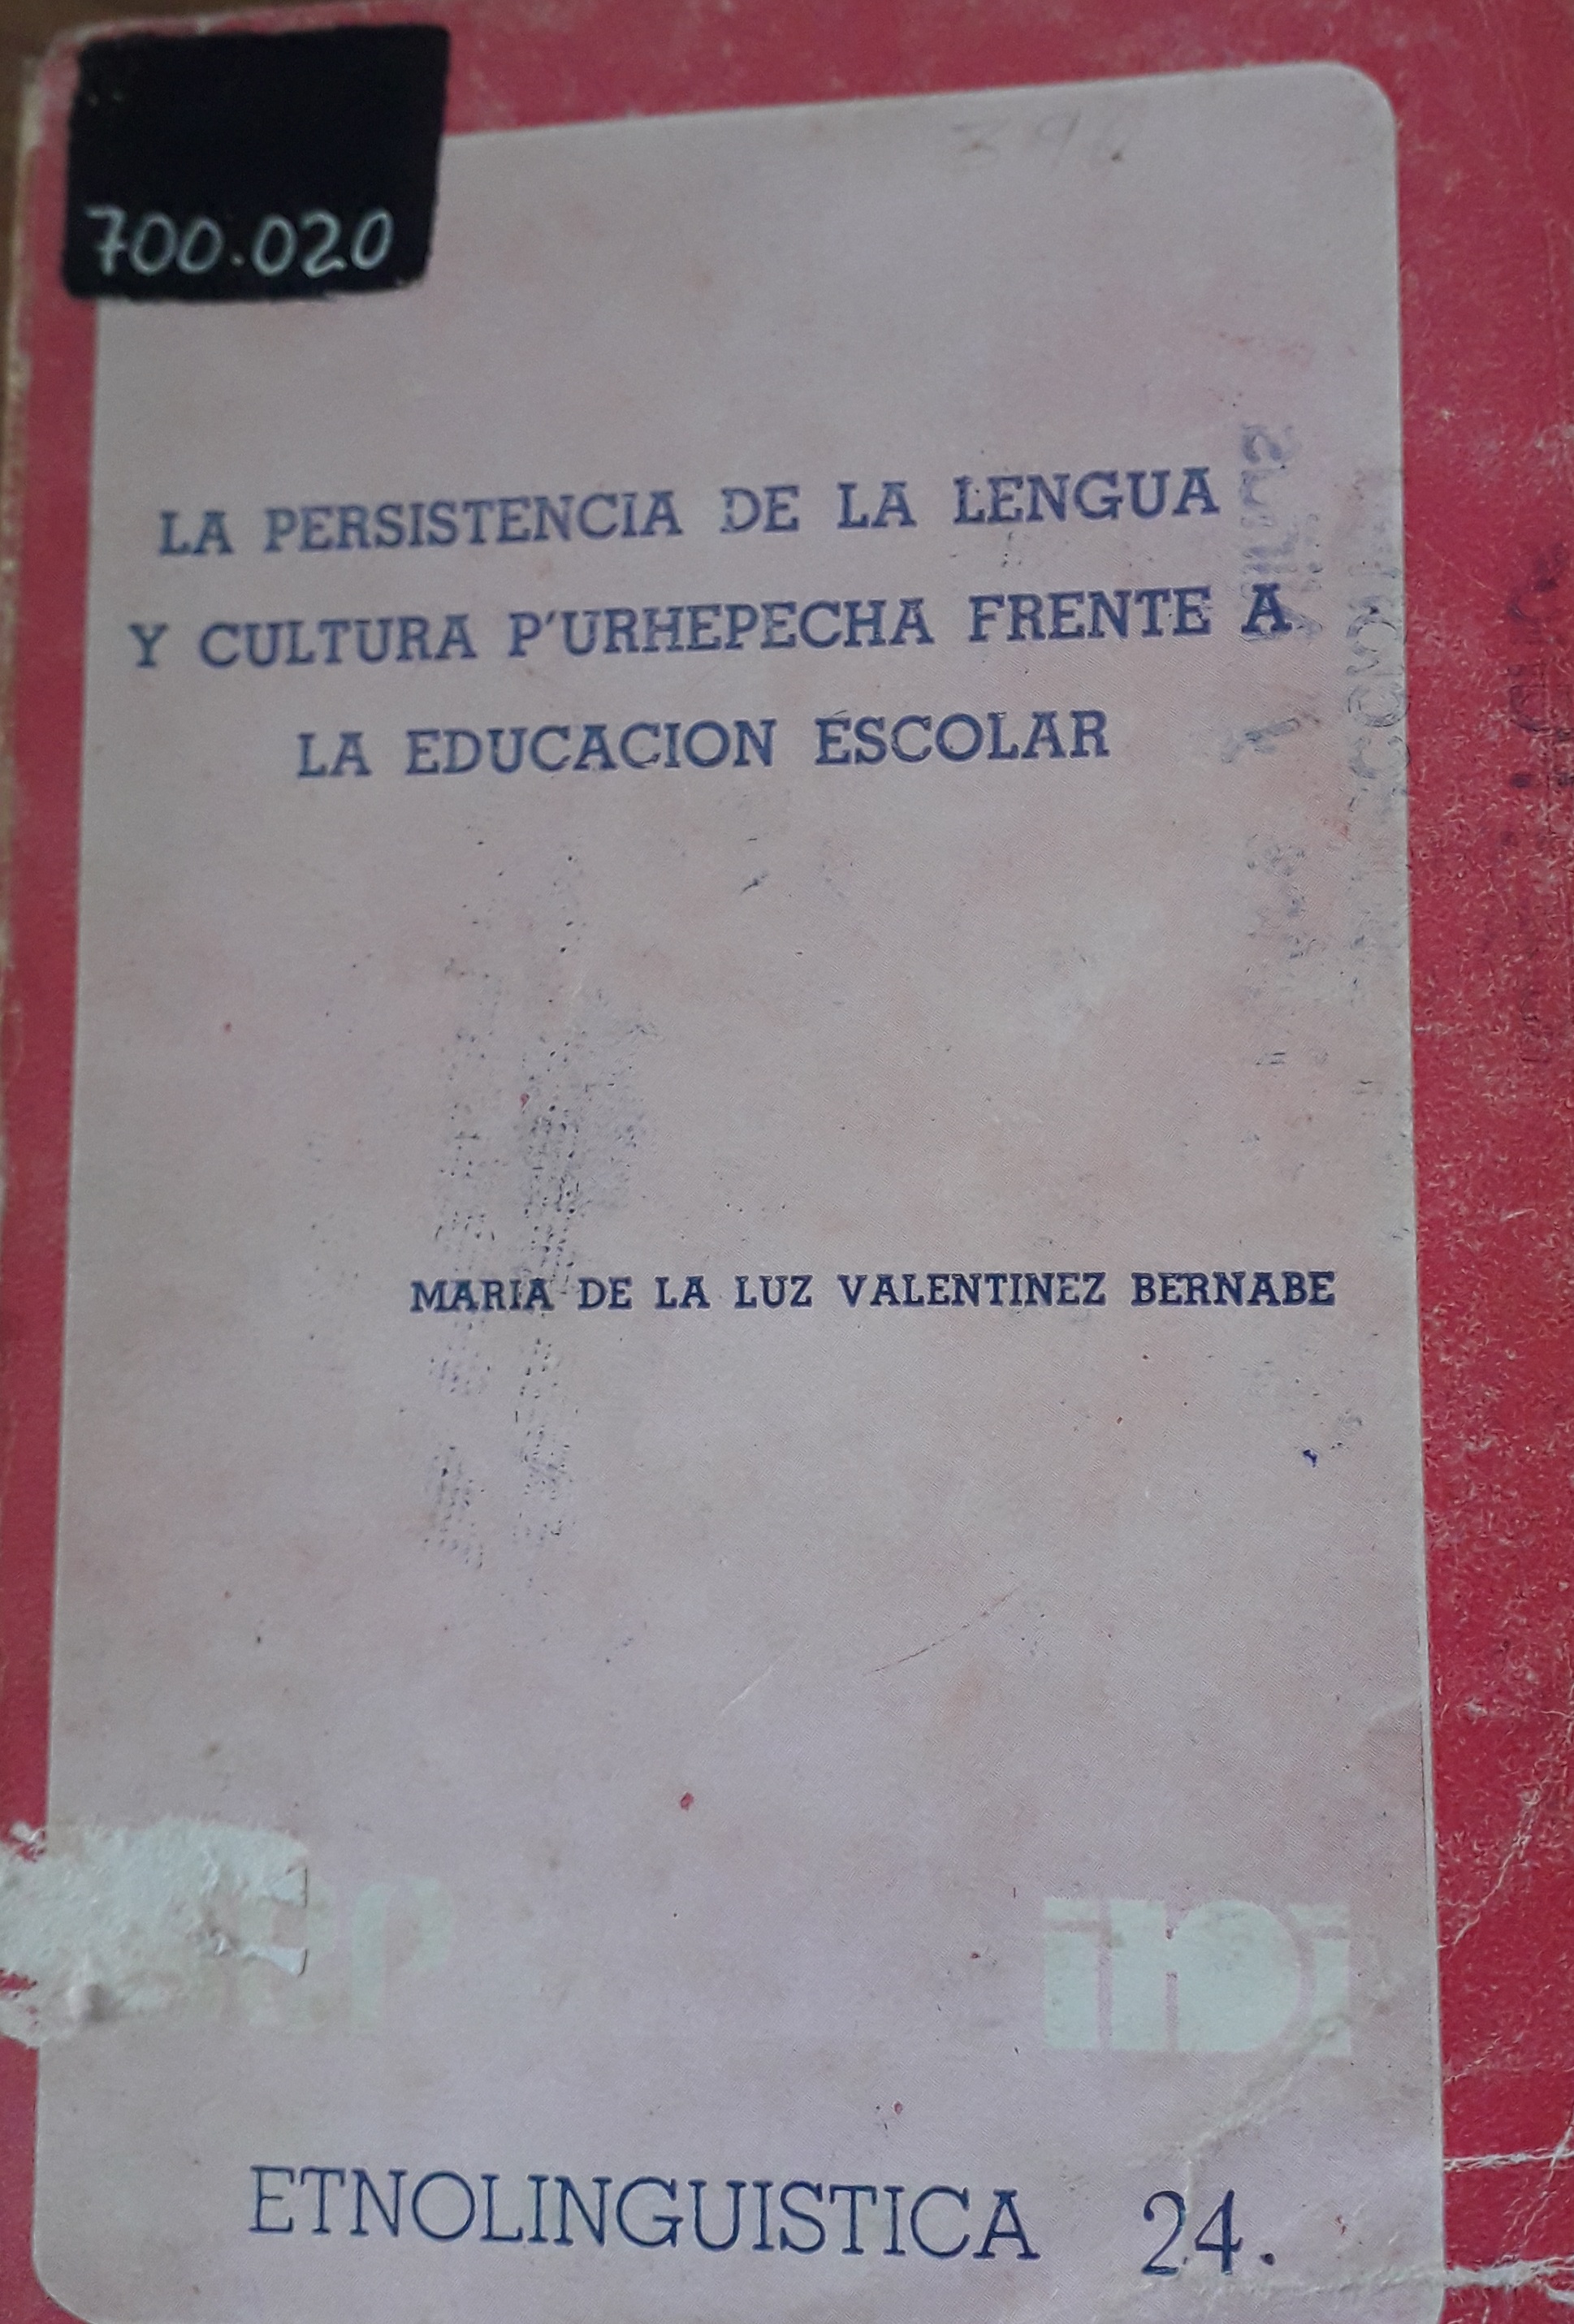 700.020
LA PERSISTENCIA DE LA LENGUA
Y CULTURA P'URHEPECHA FRENTE A
LA EDUCACION ESCOLAR
MARIA DE LA LUZ VALENTINEZ BERNABE
ini
ETNOLINGUISTICA 24.